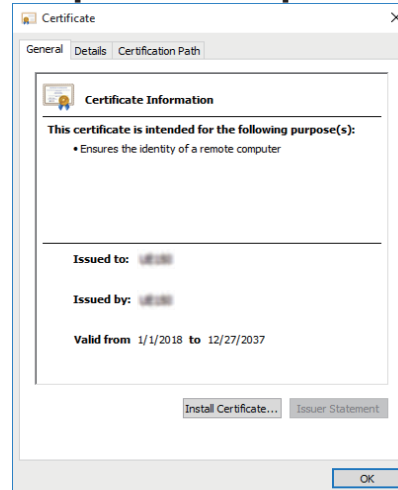 Certificate
General Details Certification Path
Certificate Information
This certificate is intended for the following purpose(s):
• Ensures the identity of a remote computer
Issued to:
Issued by:
Valid from 1/1/2018 to 12/27/2037
Install Certificate... Issuer Statement
OK